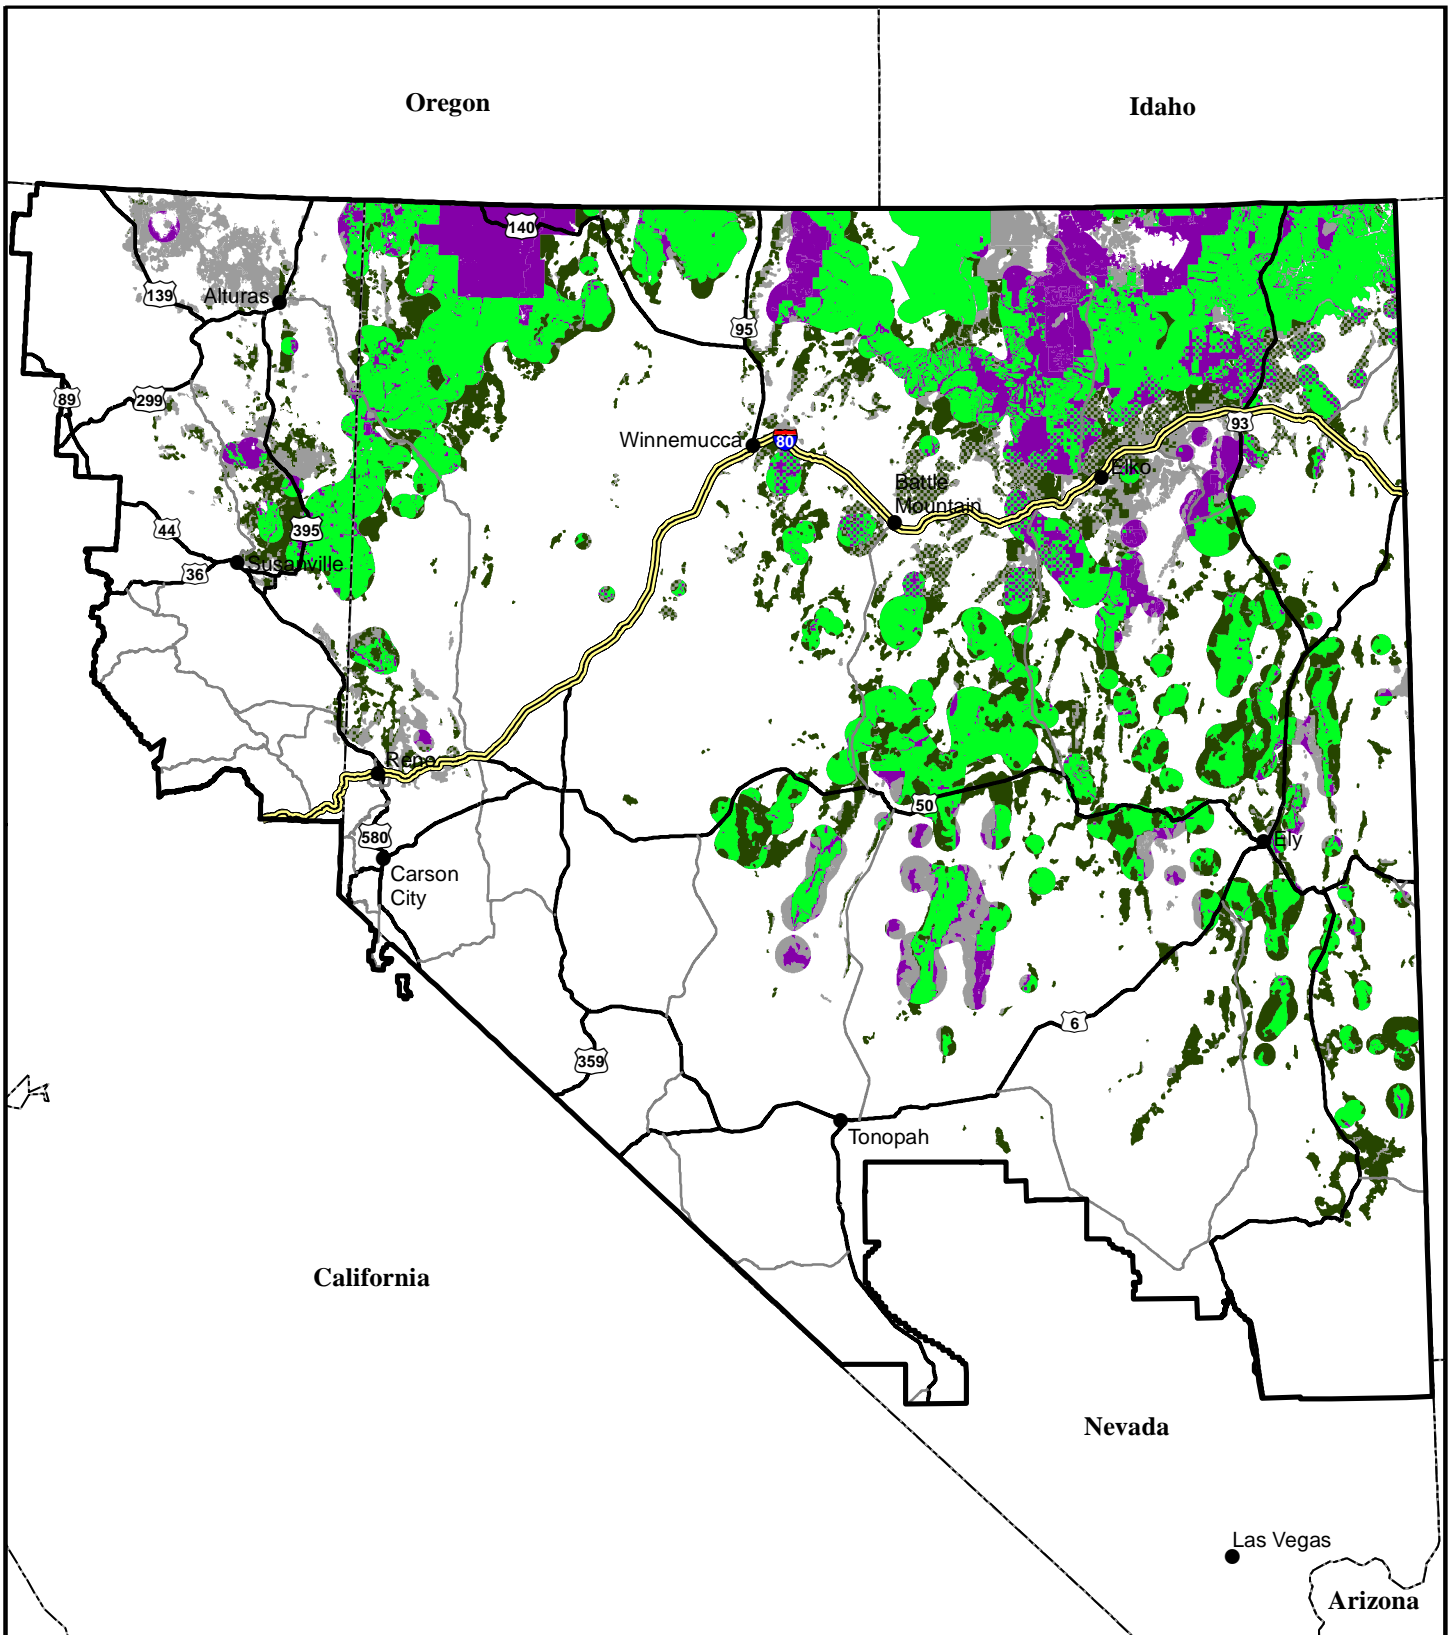 Oregon
Idaho
140
139
Alturas
95
89
299
93
Winnemucca
80
Elko
Battle
Mountain
44
395
Susanville
36
Reno
50
580
Ely
Carson
City
6
359
Tonopah
California
Nevada
Las Vegas
Arizona